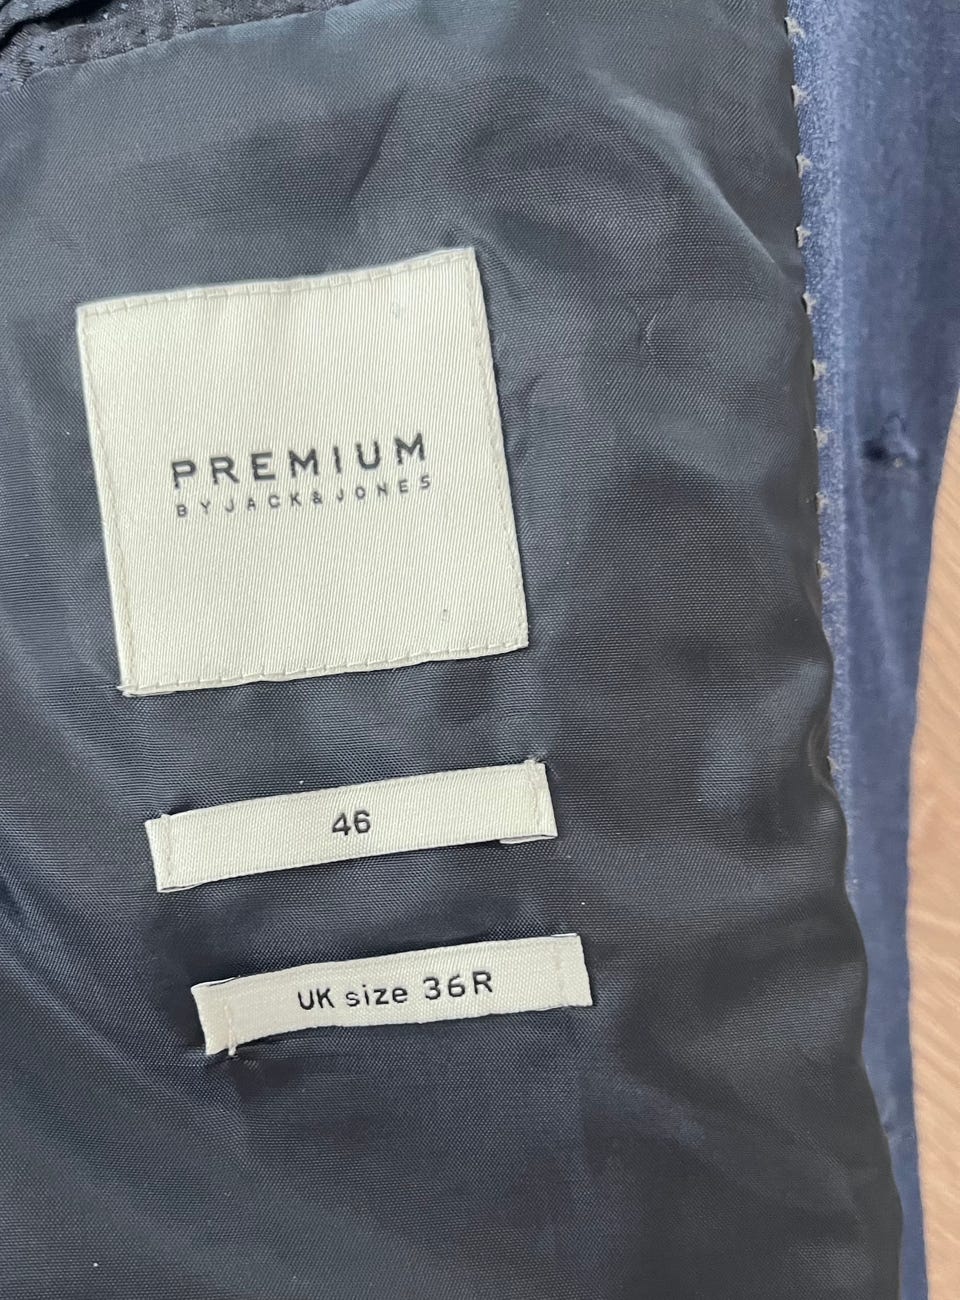 PREMIUM
BY JACK & JONES
46
UK size 36R